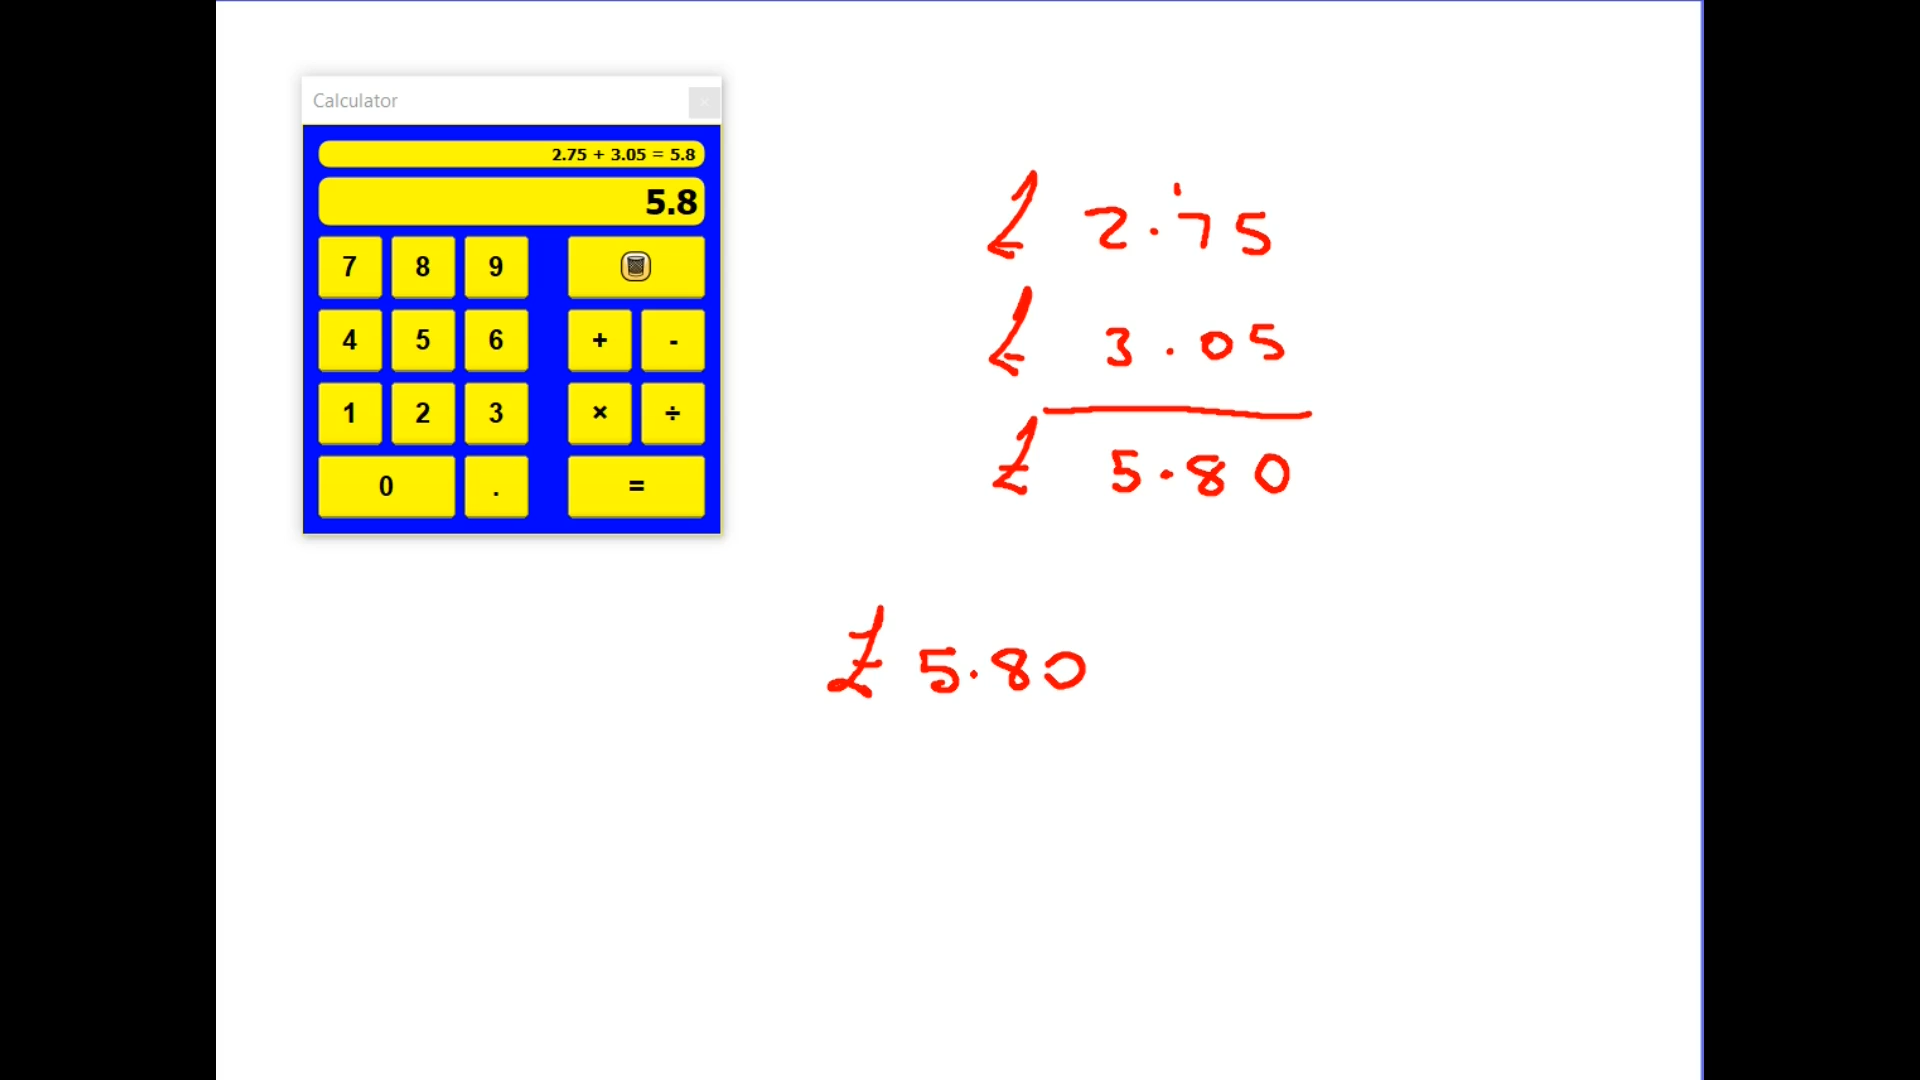 Calculator
2.75 + 3.05 = 5.8
5.8
7 8 9
4 5 6 + -
1 2 3 × ÷
0 . =
£ 2.75
1
£ 3.05
£ 5.80
£ 5.80